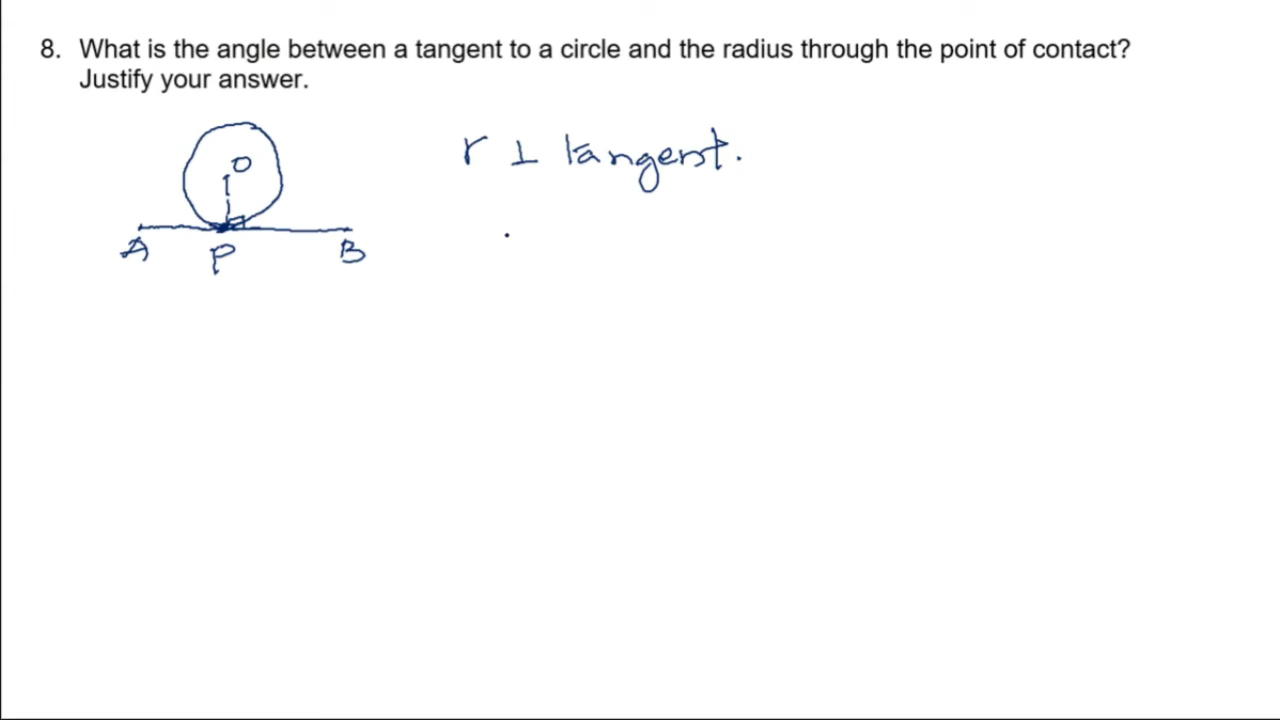 8. What is the angle between a tangent to a circle and the radius through the point of contact?
Justify your answer.
r ⊥ tangent.
O
A P B